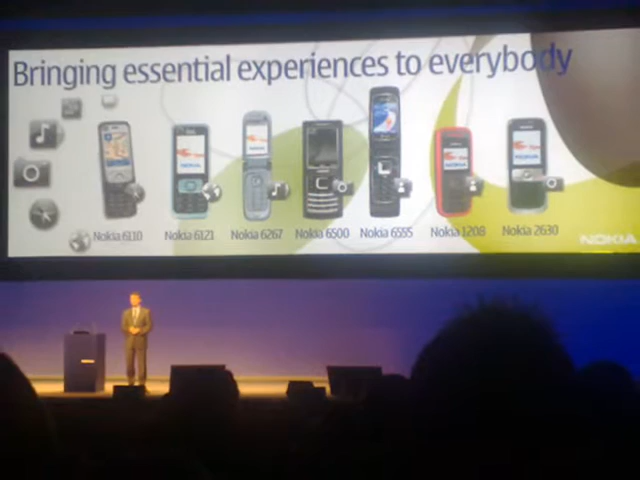 Bringing essential experiences to everybody
Nokia 6110 Nokia 6121 Nokia 6267 Nokia 6500 Nokia 6555 Nokia 1208 Nokia 2630
NOKIA